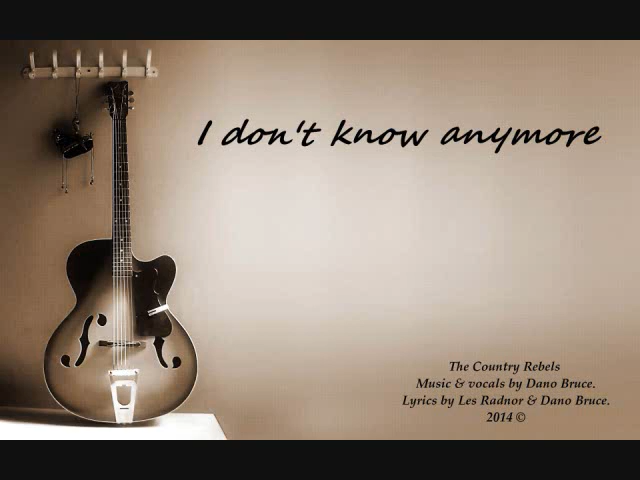 I don't know anymore
The Country Rebels
Music & vocals by Dano Bruce.
Lyrics by Les Radnor & Dano Bruce.
2014 ©